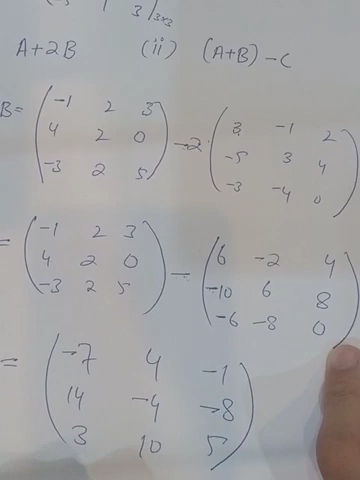 3/3x3
A+2B (ii) (A+B) - C
B = (-1 2 3 - 2 (3 -1 2
4 2 0 -5 3 4
-3 2 5) -3 -4 0)
= (-1 2 3 - (6 -2 4
4 2 0 -10 6 8
-3 2 5) -6 -8 0)
= (-7 4 -1
14 -4 -8
3 10 5)